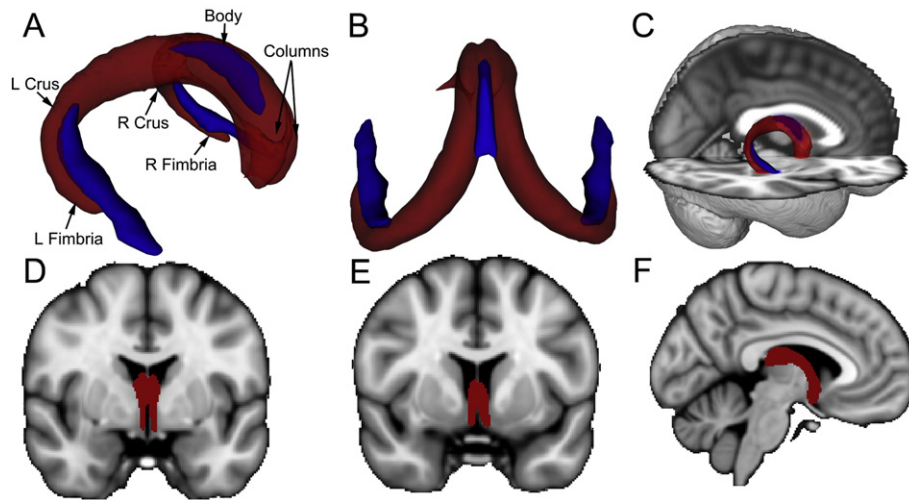 A
Body
Columns
L Crus
R Crus
R Fimbria
L Fimbria
B
C
D
E
F